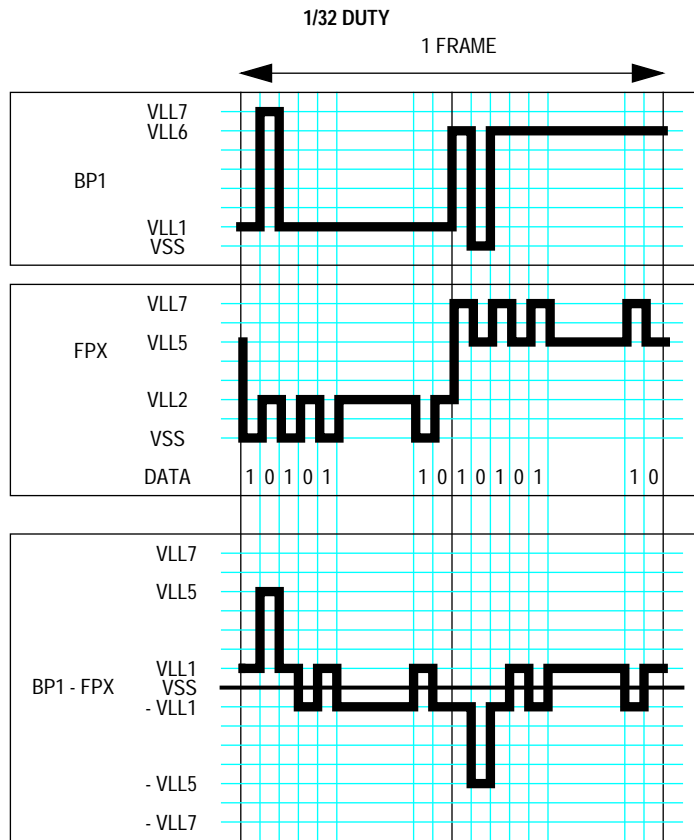 1/32 DUTY
1 FRAME
VLL7
VLL6
BP1
VLL1
VSS
VLL7
FPX
VLL5
VLL2
VSS
DATA 1 0 1 0 1 1 0 1 0 1 0 1 1 0
VLL7
VLL5
VLL1
BP1 - FPX
VSS
- VLL1
- VLL5
- VLL7